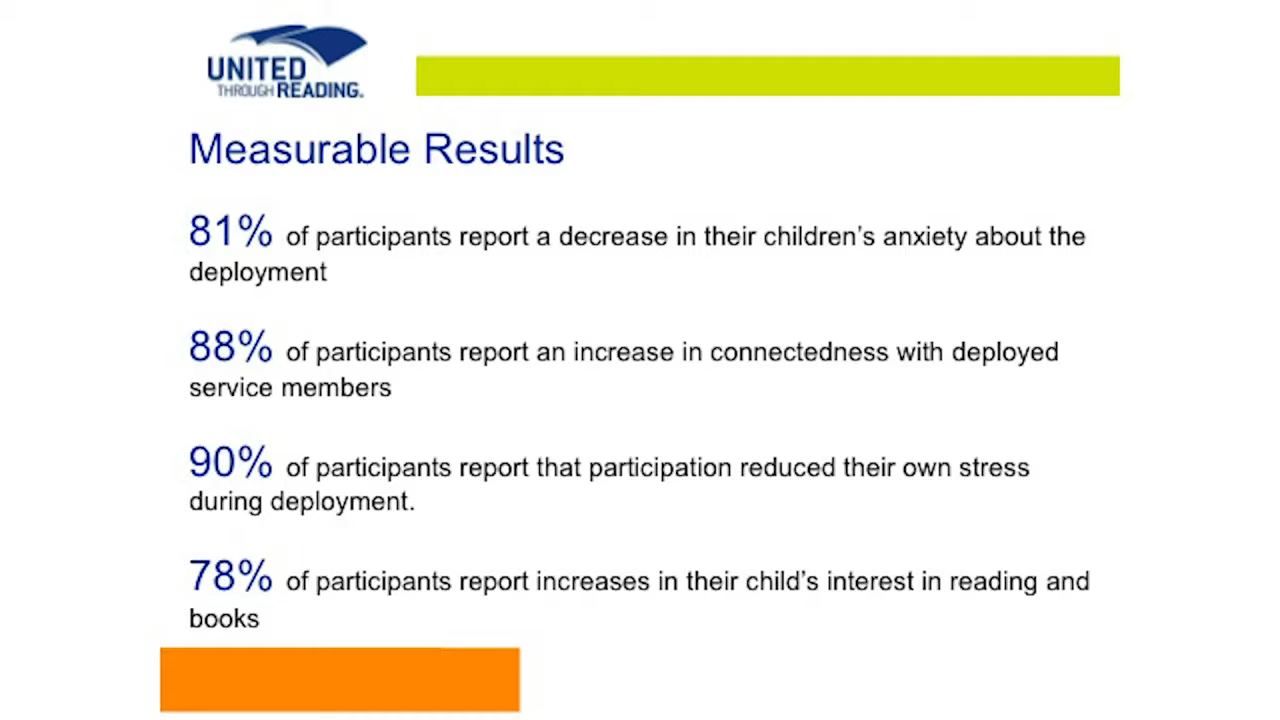 UNITED
THROUGH READING.
Measurable Results
81% of participants report a decrease in their children's anxiety about the
deployment
88% of participants report an increase in connectedness with deployed
service members
90% of participants report that participation reduced their own stress
during deployment.
78% of participants report increases in their child's interest in reading and
books